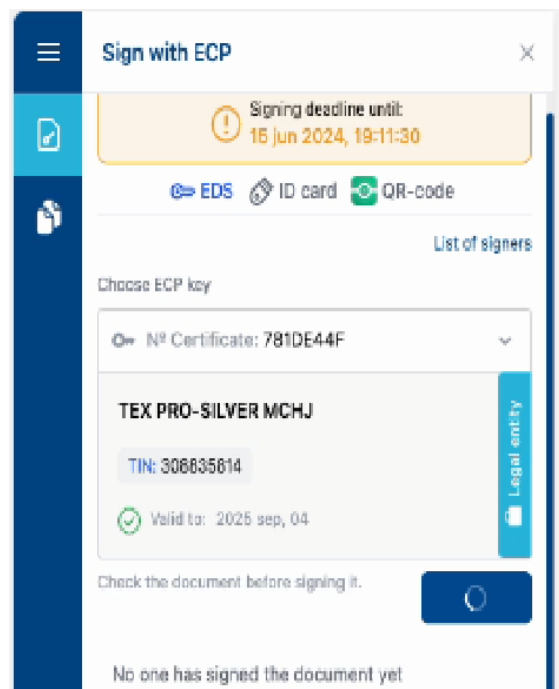 Sign with ECP
Signing deadline until:
15 jun 2024, 19:11:30
EDS ID card QR-code
List of signers
Choose ECP key
Nº Certificate: 781DE44F
TEX PRO-SILVER MCHJ
Legal entity
TIN: 306835814
Valid to: 2025 sep, 04
Check the document before signing it.
No one has signed the document yet